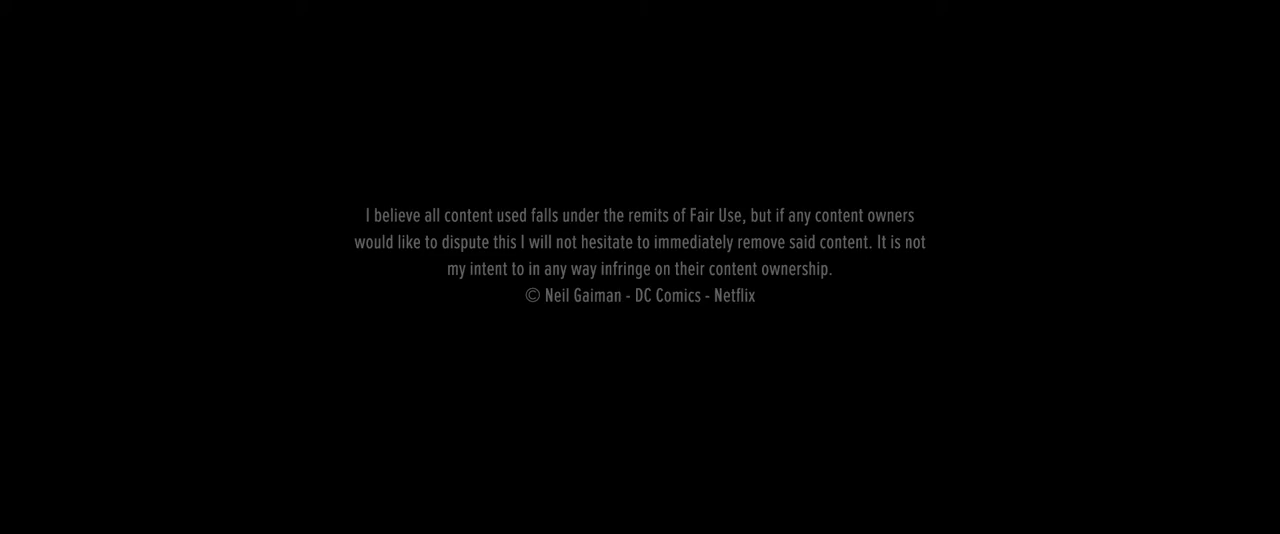 I believe all content used falls under the remits of Fair Use, but if any content owners
would like to dispute this I will not hesitate to immediately remove said content. It is not
my intent to in any way infringe on their content ownership.
© Neil Gaiman - DC Comics - Netflix